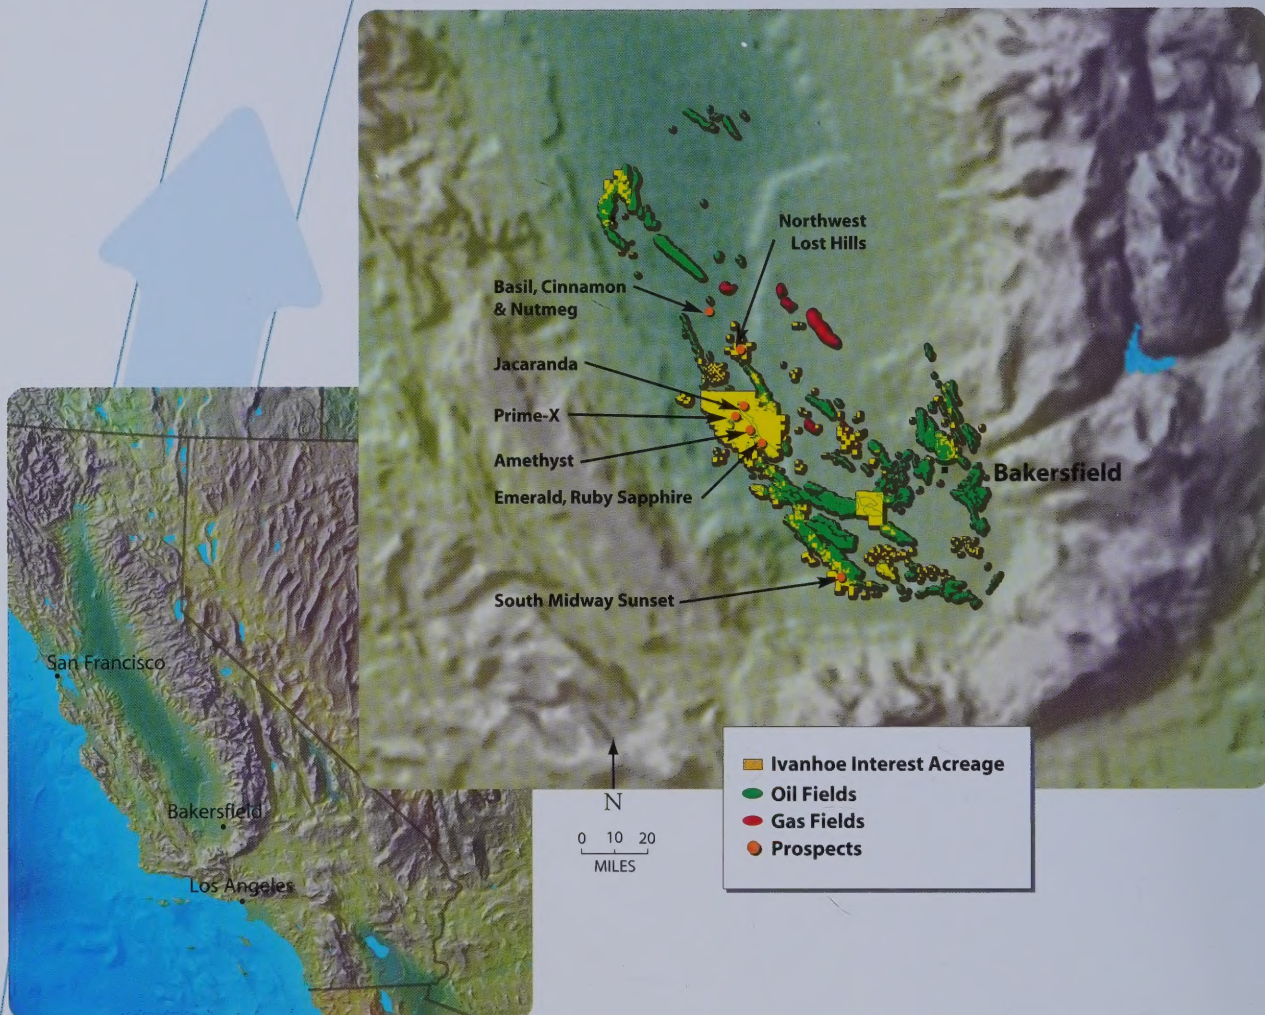 Northwest
Lost Hills
Basil, Cinnamon
& Nutmeg
Jacaranda
Prime-X
Amethyst
Emerald, Ruby Sapphire
Bakersfield
South Midway Sunset
San Francisco
Bakersfield
Los Angeles
N
0 10 20
MILES
Ivanhoe Interest Acreage
Oil Fields
Gas Fields
Prospects